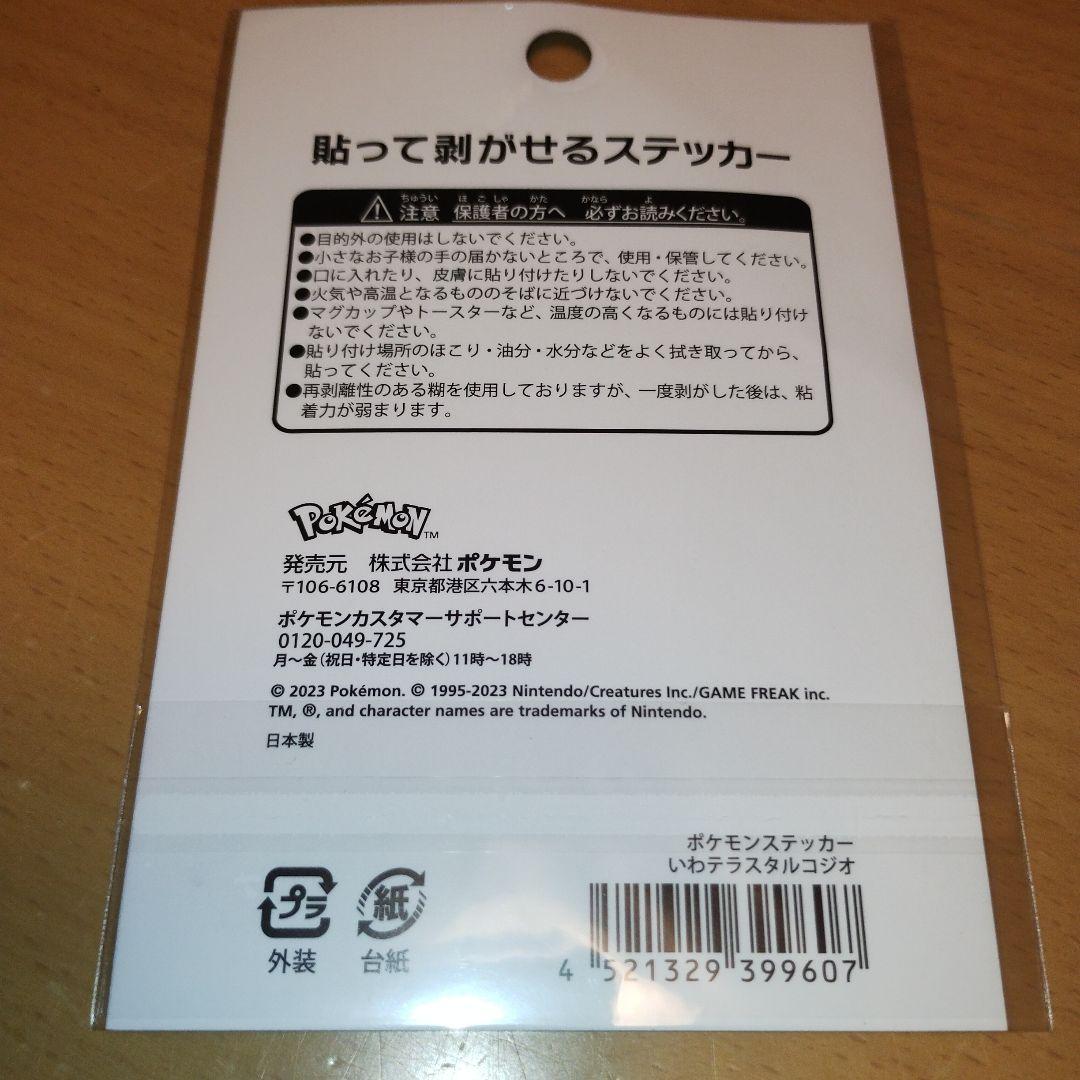 貼って剥がせるステッカー
ちゅうい ほごしゃ かた かなら よ
注意 保護者の方へ 必ずお読みください。
●目的外の使用はしないでください。
●小さなお子様の手の届かないところで、使用・保管してください。
●口に入れたり、皮膚に貼り付けたりしないでください。
●火気や高温となるもののそばに近づけないでください。
●マグカップやトースターなど、温度の高くなるものには貼り付け
ないでください。
●貼り付け場所のほこり・油分・水分などをよく拭き取ってから、
貼ってください。
●再剥離性のある糊を使用しておりますが、一度剥がした後は、粘
着力が弱まります。
POKéMON™
発売元 株式会社ポケモン
〒106-6108 東京都港区六本木6-10-1
ポケモンカスタマーサポートセンター
0120-049-725
月～金(祝日・特定日を除く)11時～18時
© 2023 Pokémon. © 1995-2023 Nintendo/Creatures Inc./GAME FREAK inc.
TM, ®, and character names are trademarks of Nintendo.
日本製
ポケモンステッカー
いわテラスタルコジオ
プラ 紙
外装 台紙
4 521329 399607